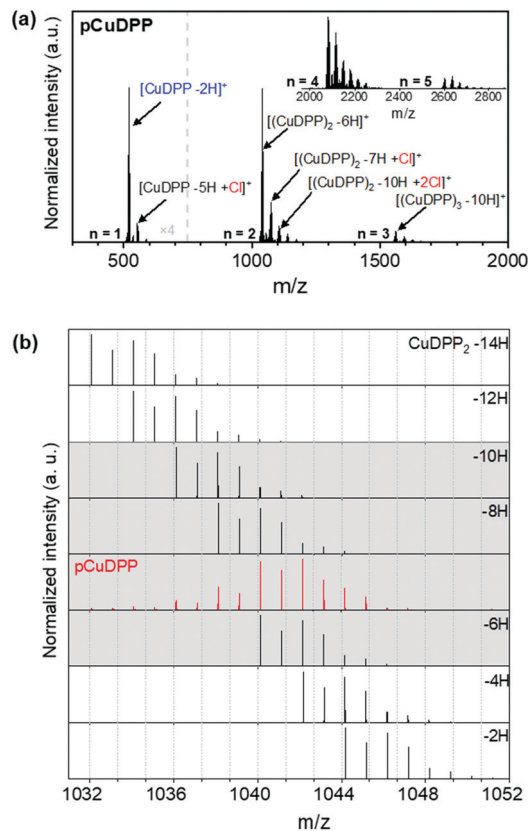 (a)
pCuDPP
Normalized intensity (a.u.)
[CuDPP -2H]⁺
[CuDPP -5H +Cl]⁺
n = 1
×4
[(CuDPP)₂ -6H]⁺
[(CuDPP)₂ -7H +Cl]⁺
[(CuDPP)₂ -10H +2Cl]⁺
[(CuDPP)₃ -10H]⁺
n = 2
n = 3
n = 4
n = 5
2000 2200 2400 2600 2800
m/z
500 1000 1500 2000
m/z
(b)
Normalized intensity (a. u.)
CuDPP₂ -14H
-12H
-10H
-8H
pCuDPP
-6H
-4H
-2H
1032 1036 1040 1044 1048 1052
m/z